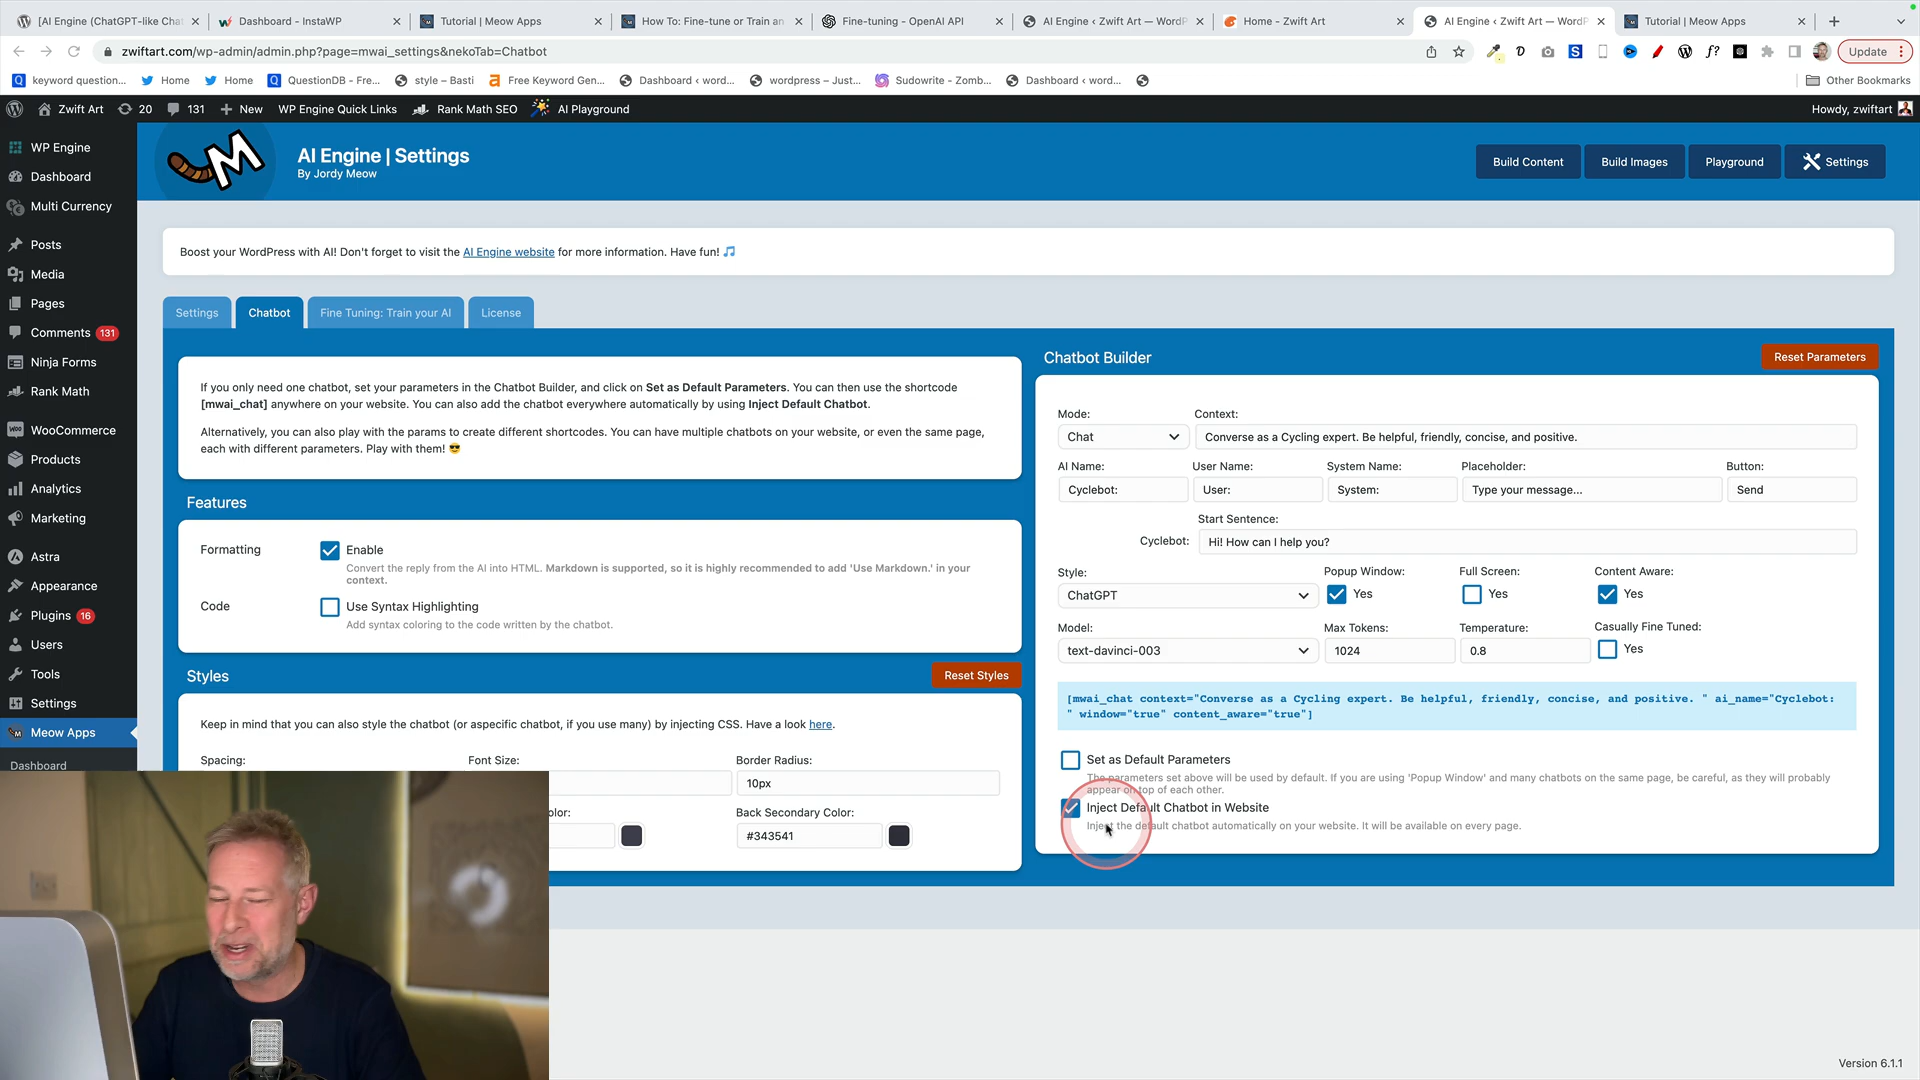 [AI Engine (ChatGPT-like Chat
Dashboard - InstaWP
Tutorial | Meow Apps
How To: Fine-tune or Train an
Fine-tuning - OpenAI API
AI Engine ‹ Zwift Art — WordP
Home - Zwift Art
AI Engine ‹ Zwift Art — WordP
Tutorial | Meow Apps
zwiftart.com/wp-admin/admin.php?page=mwai_settings&nekoTab=Chatbot
Update
keyword question...
Home
Home
QuestionDB - Fre...
style – Basti
Free Keyword Gen...
Dashboard ‹ word...
wordpress – Just...
Sudowrite - Zomb...
Dashboard ‹ word...
Other Bookmarks
Zwift Art
20
131
New
WP Engine Quick Links
Rank Math SEO
AI Playground
Howdy, zwiftart
WP Engine
Dashboard
Multi Currency
Posts
Media
Pages
Comments 131
Ninja Forms
Rank Math
WooCommerce
Products
Analytics
Marketing
Astra
Appearance
Plugins 16
Users
Tools
Settings
Meow Apps
Dashboard
M
AI Engine | Settings
By Jordy Meow
Build Content
Build Images
Playground
Settings
Boost your WordPress with AI! Don't forget to visit the AI Engine website for more information. Have fun! 🎵
Settings
Chatbot
Fine Tuning: Train your AI
License
If you only need one chatbot, set your parameters in the Chatbot Builder, and click on Set as Default Parameters. You can then use the shortcode
[mwai_chat] anywhere on your website. You can also add the chatbot everywhere automatically by using Inject Default Chatbot.
Alternatively, you can also play with the params to create different shortcodes. You can have multiple chatbots on your website, or even the same page,
each with different parameters. Play with them! 😎
Features
Formatting
Enable
Convert the reply from the AI into HTML. Markdown is supported, so it is highly recommended to add 'Use Markdown.' in your
context.
Code
Use Syntax Highlighting
Add syntax coloring to the code written by the chatbot.
Styles
Reset Styles
Keep in mind that you can also style the chatbot (or aspecific chatbot, if you use many) by injecting CSS. Have a look here.
Spacing:
Font Size:
Border Radius:
10px
olor:
Back Secondary Color:
#343541
Chatbot Builder
Reset Parameters
Mode:
Context:
Chat
Converse as a Cycling expert. Be helpful, friendly, concise, and positive.
AI Name:
User Name:
System Name:
Placeholder:
Button:
Cyclebot:
User:
System:
Type your message...
Send
Start Sentence:
Cyclebot:
Hi! How can I help you?
Style:
Popup Window:
Full Screen:
Content Aware:
ChatGPT
Yes
Yes
Yes
Model:
Max Tokens:
Temperature:
Casually Fine Tuned:
text-davinci-003
1024
0.8
Yes
[mwai_chat context="Converse as a Cycling expert. Be helpful, friendly, concise, and positive. " ai_name="Cyclebot:
" window="true" content_aware="true"]
Set as Default Parameters
The parameters set above will be used by default. If you are using 'Popup Window' and many chatbots on the same page, be careful, as they will probably
appear on top of each other.
Inject Default Chatbot in Website
Inject the default chatbot automatically on your website. It will be available on every page.
Version 6.1.1